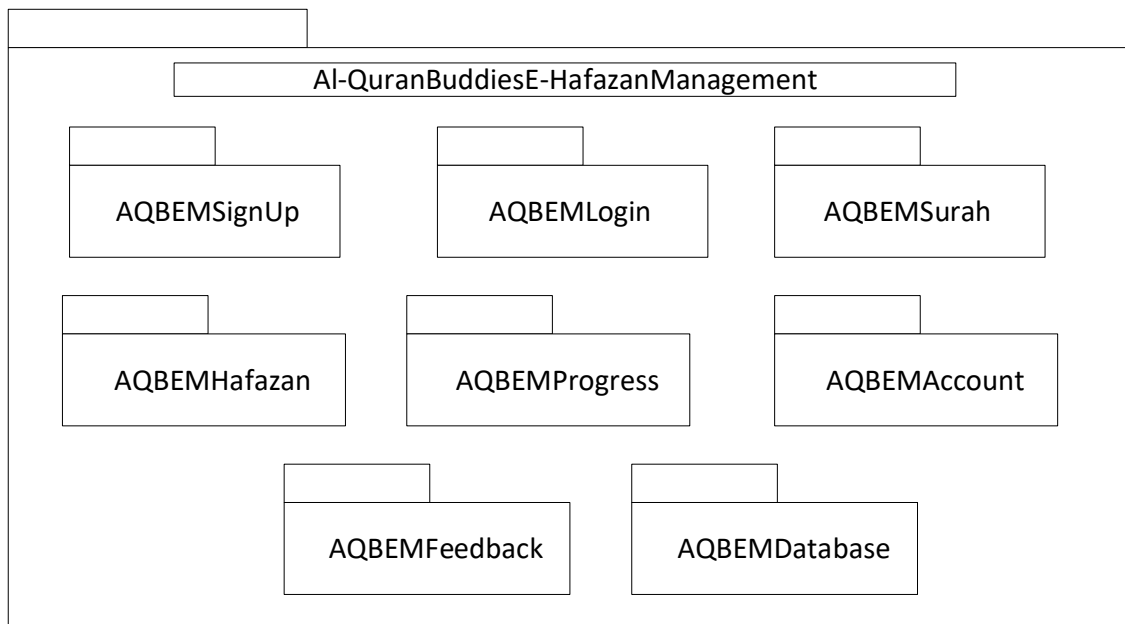 Al-QuranBuddiesE-HafazanManagement
AQBEMSignUp
AQBEMLogin
AQBEMSurah
AQBEMHafazan
AQBEMProgress
AQBEMAccount
AQBEMFeedback
AQBEMDatabase